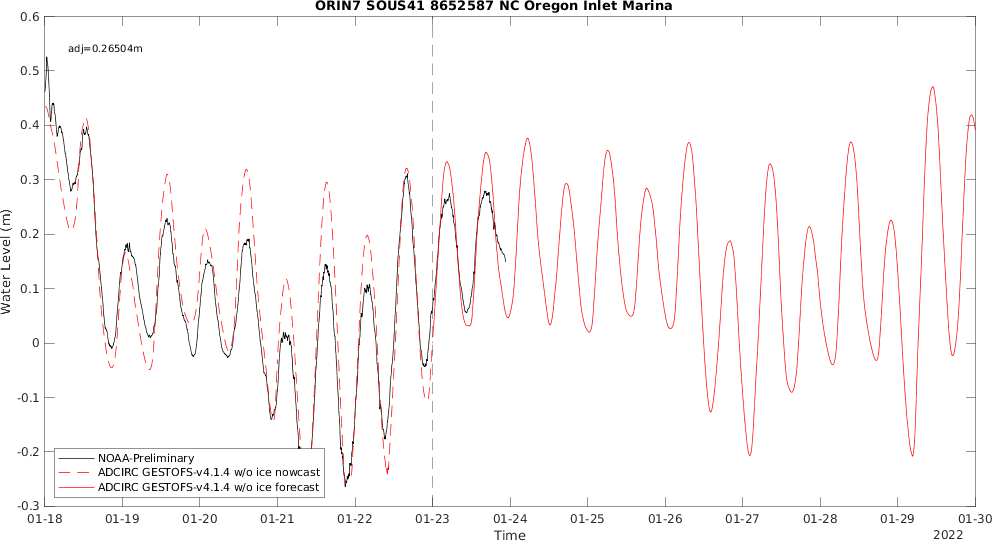 ORIN7 SOUS41 8652587 NC Oregon Inlet Marina
adj=0.26504m
0.6
0.5
0.4
0.3
0.2
0.1
0
-0.1
-0.2
-0.3
Water Level (m)
NOAA-Preliminary
ADCIRC GESTOFS-v4.1.4 w/o ice nowcast
ADCIRC GESTOFS-v4.1.4 w/o ice forecast
01-18 01-19 01-20 01-21 01-22 01-23 01-24 01-25 01-26 01-27 01-28 01-29 01-30
Time
2022